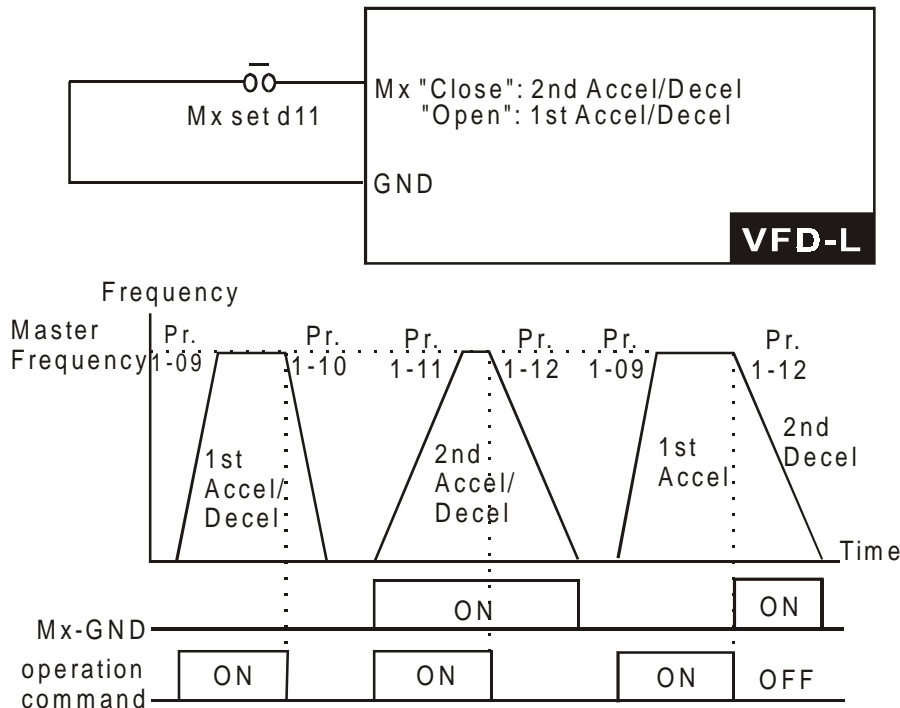 Mx "Close": 2nd Accel/Decel
Mx set d11
"Open": 1st Accel/Decel
GND
VFD-L
Frequency
Master Frequency
Pr. 1-09
Pr. 1-10
Pr. 1-11
Pr. 1-12
Pr. 1-09
Pr. 1-12
1st Accel/ Decel
2nd Accel/ Decel
1st Accel
2nd Decel
Time
Mx-GND
ON
ON
operation command
ON
ON
ON
OFF